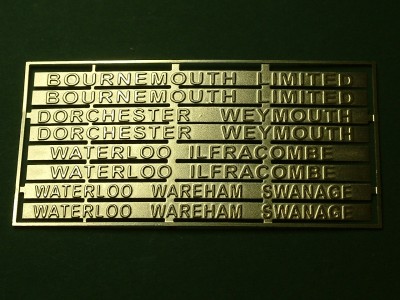 BOURNEMOUTH LIMITED
BOURNEMOUTH LIMITED
DORCHESTER WEYMOUTH
DORCHESTER WEYMOUTH
WATERLOO ILFRACOMBE
WATERLOO ILFRACOMBE
WATERLOO WAREHAM SWANAGE
WATERLOO WAREHAM SWANAGE